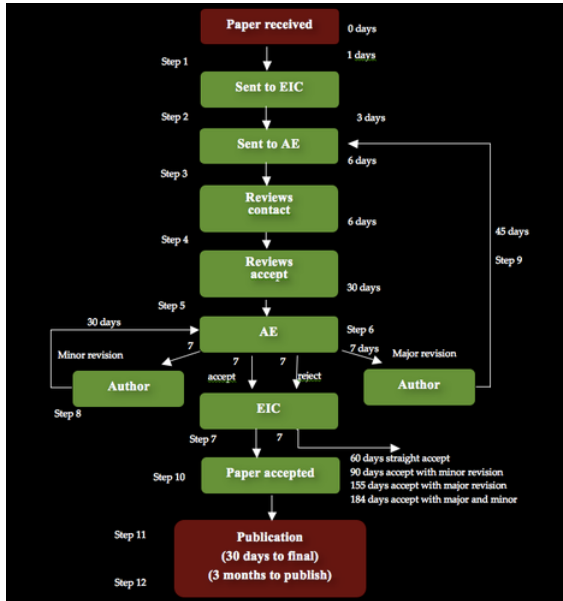 Paper received
0 days
1 days
Step 1
Sent to EIC
Step 2
3 days
Sent to AE
6 days
Step 3
Reviews
contact
6 days
45 days
Step 4
Step 9
Reviews
accept
30 days
Step 5
30 days
AE
Step 6
7
7 days
Major revision
Minor revision
7
7
accept
reject
Author
Author
EIC
Step 8
Step 7
7
60 days straight accept
90 days accept with minor revision
155 days accept with major revision
184 days accept with major and minor
Paper accepted
Step 10
Step 11
Publication
(30 days to final)
(3 months to publish)
Step 12